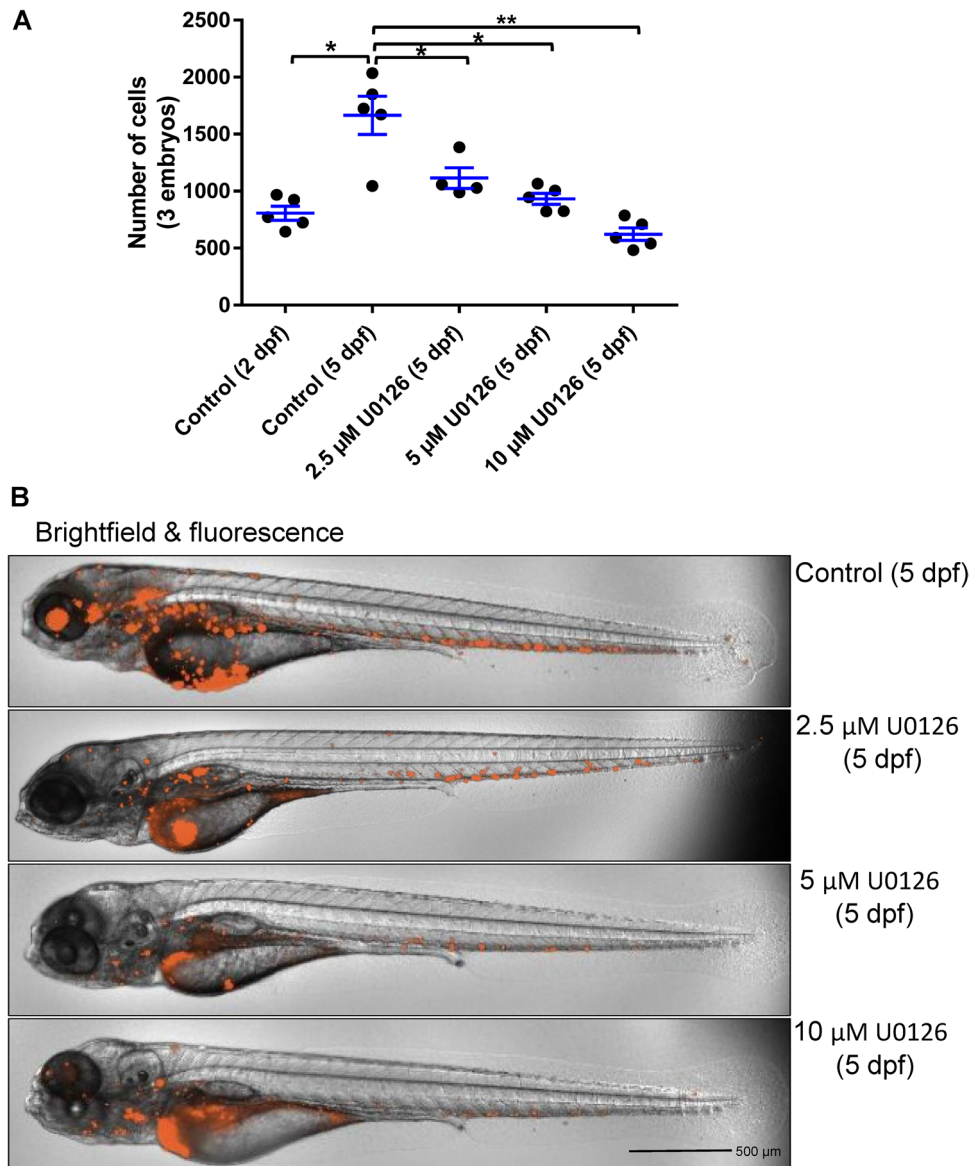 A
Number of cells
(3 embryos)
2500
2000
1500
1000
500
0
*
*
*
**
Control (2 dpf)
Control (5 dpf)
2.5 µM U0126 (5 dpf)
5 µM U0126 (5 dpf)
10 µM U0126 (5 dpf)
B
Brightfield & fluorescence
Control (5 dpf)
2.5 µM U0126
(5 dpf)
5 µM U0126
(5 dpf)
10 µM U0126
(5 dpf)
500 µm